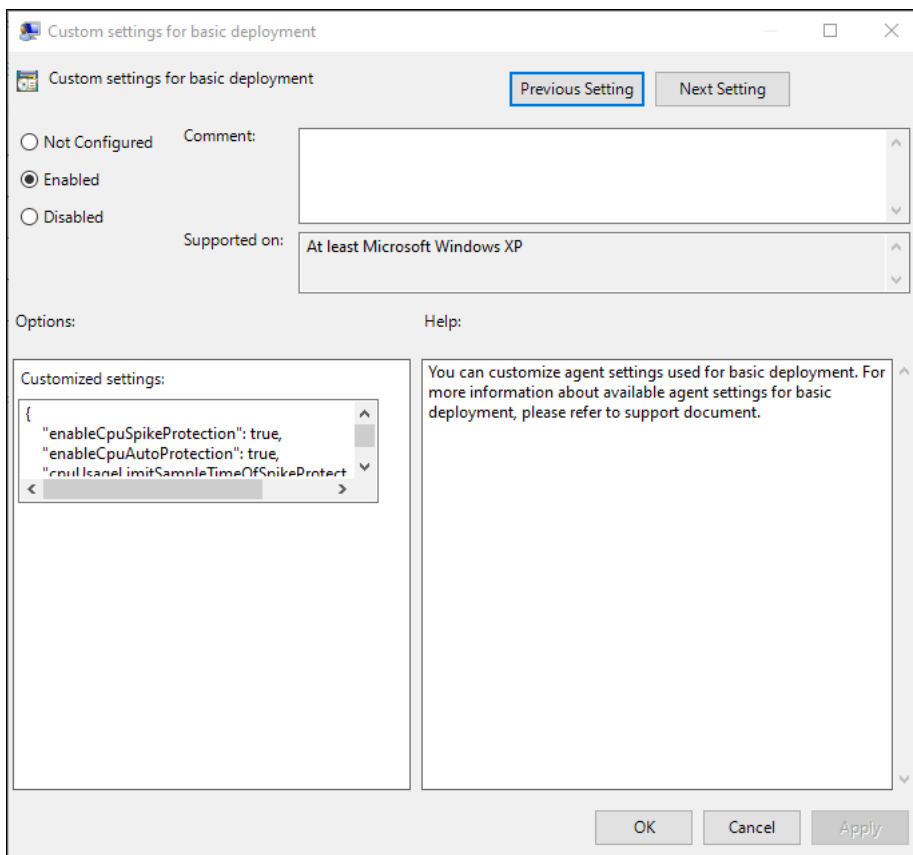 Custom settings for basic deployment
Custom settings for basic deployment
Previous Setting
Next Setting
Not Configured
Comment:
Enabled
Disabled
Supported on:
At least Microsoft Windows XP
Options:
Help:
Customized settings:
{
"enableCpuSpikeProtection": true,
"enableCpuAutoProtection": true,
"cpuUsageLimitSampleTimeOfSpikeProtect
You can customize agent settings used for basic deployment. For
more information about available agent settings for basic
deployment, please refer to support document.
OK
Cancel
Apply